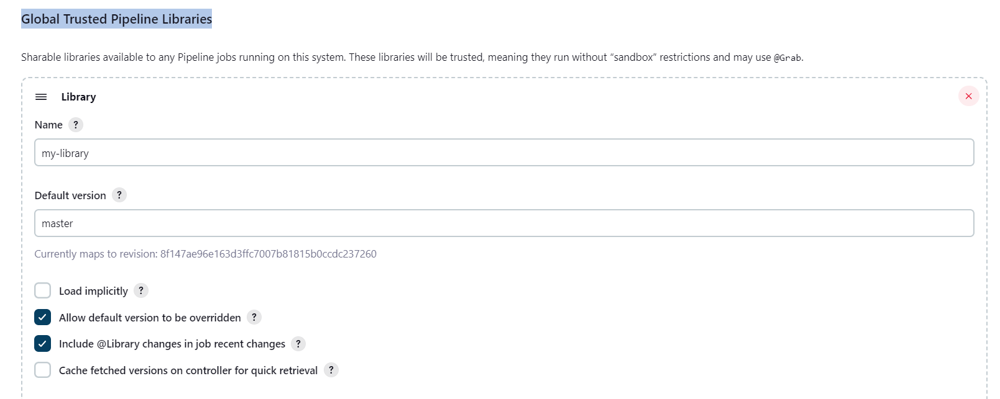 Global Trusted Pipeline Libraries
Sharable libraries available to any Pipeline jobs running on this system. These libraries will be trusted, meaning they run without “sandbox” restrictions and may use @Grab.
Library
Name ?
my-library
Default version ?
master
Currently maps to revision: 8f147ae96e163d3ffc7007b81815b0ccdc237260
Load implicitly ?
Allow default version to be overridden ?
Include @Library changes in job recent changes ?
Cache fetched versions on controller for quick retrieval ?